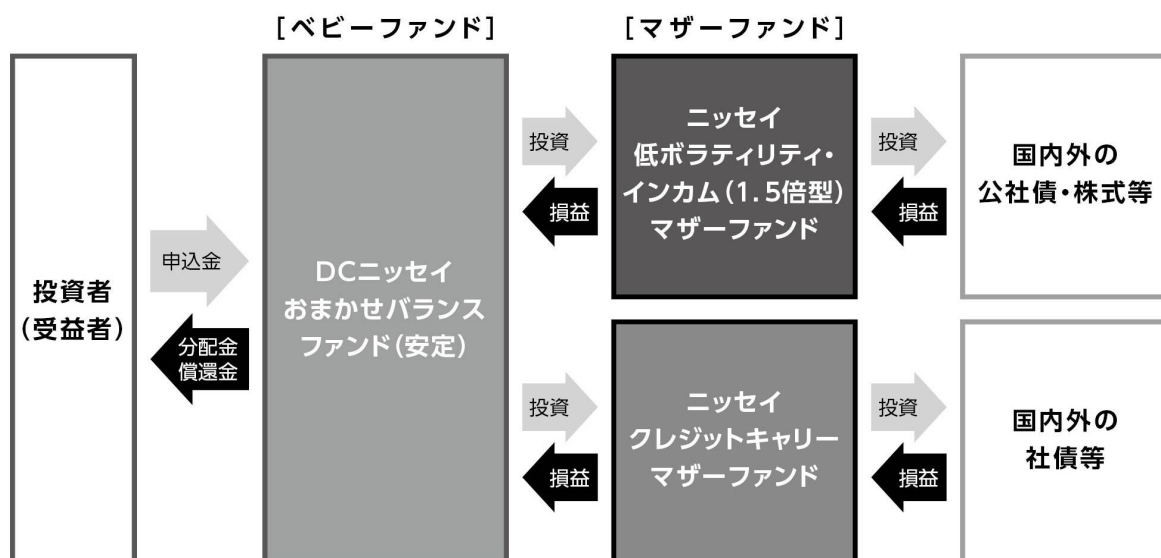 [ベビーファンド]
[マザーファンド]
投資者
(受益者)
申込金
分配金
償還金
DCニッセイ
おまかせバランス
ファンド(安定)
投資
損益
ニッセイ
低ボラティリティ・
インカム(1.5倍型)
マザーファンド
投資
損益
国内外の
公社債・株式等
投資
損益
ニッセイ
クレジットキャリー
マザーファンド
投資
損益
国内外の
社債等